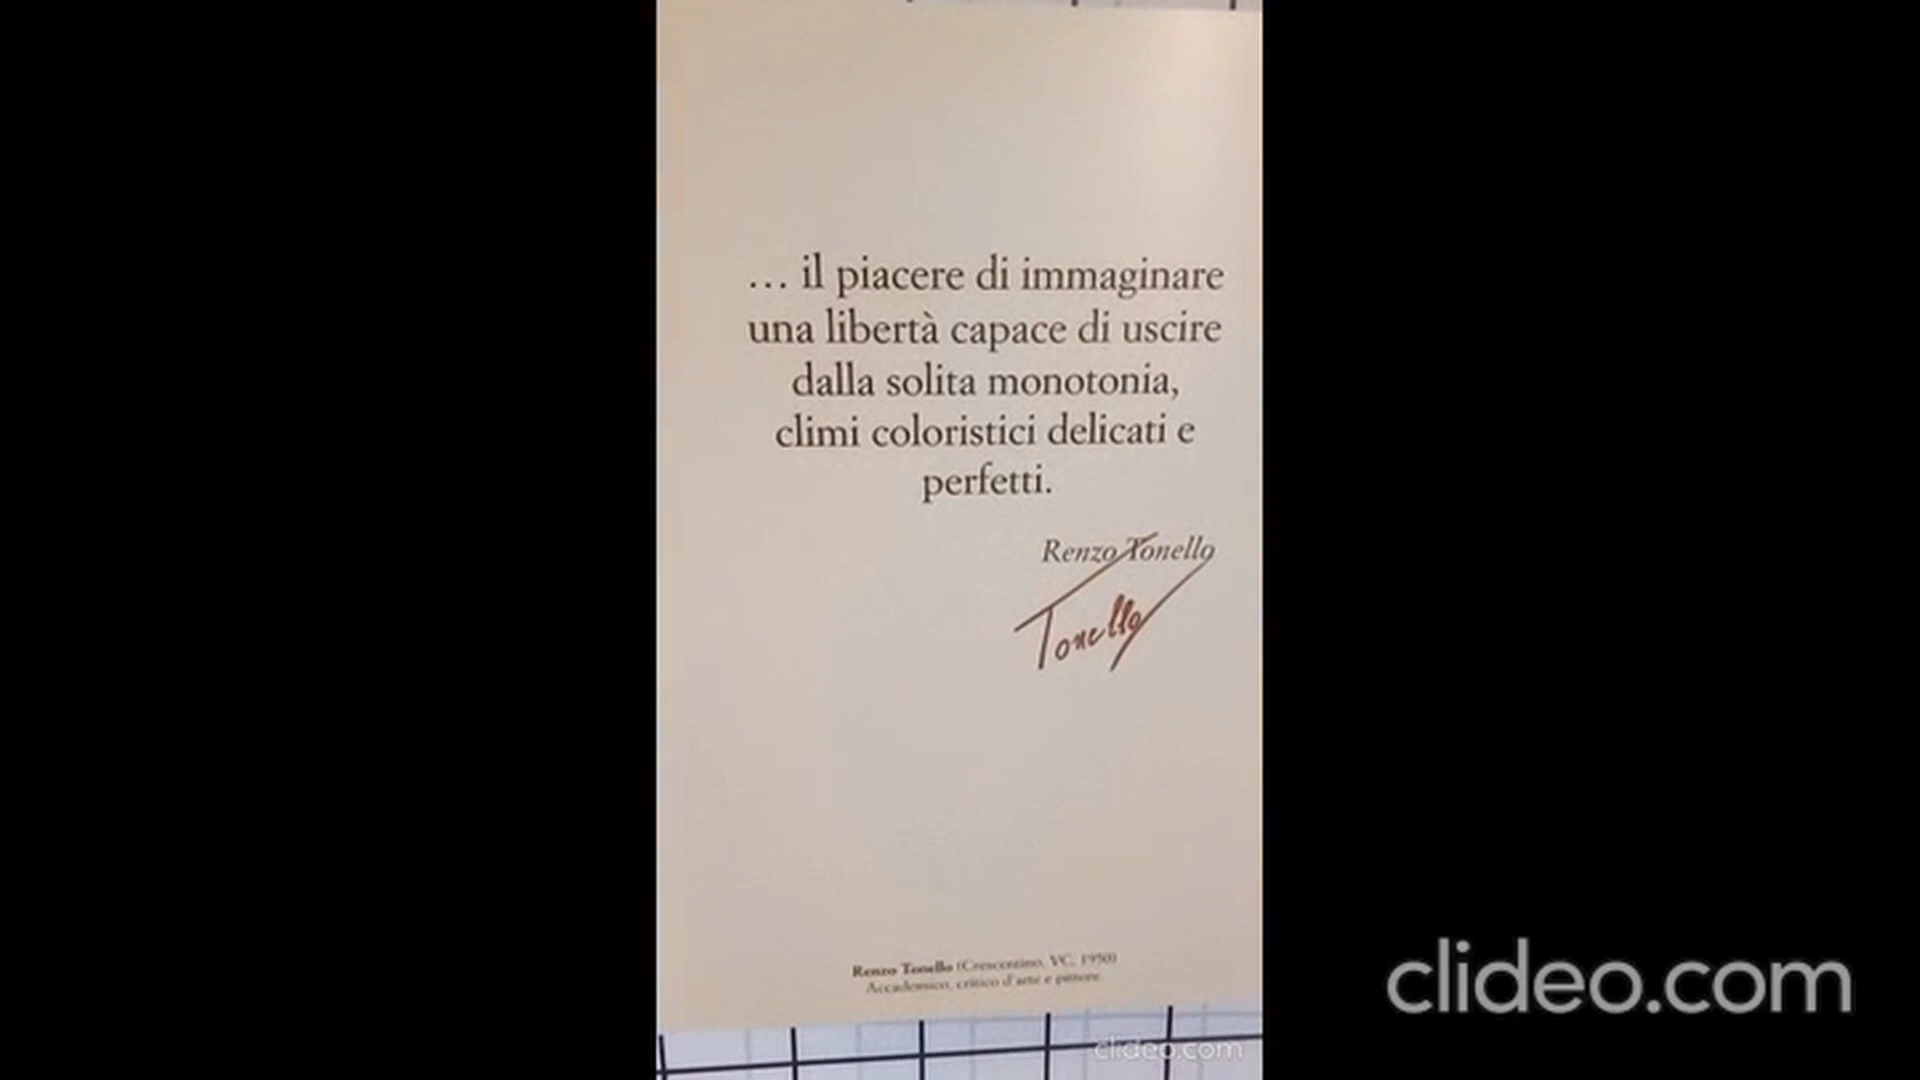 … il piacere di immaginare
una libertà capace di uscire
dalla solita monotonia,
climi coloristici delicati e
perfetti.
Renzo Tonello
Tonello
Renzo Tonello (Crescentino, VC, 1950)
Accademico, critico d'arte e pittore
clideo.com
clideo.com